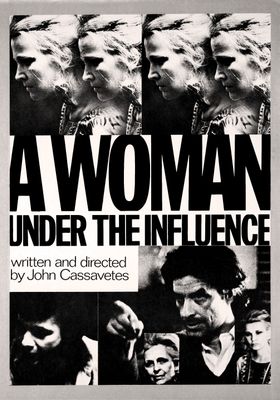 A WOMAN
UNDER THE INFLUENCE
written and directed
by John Cassavetes